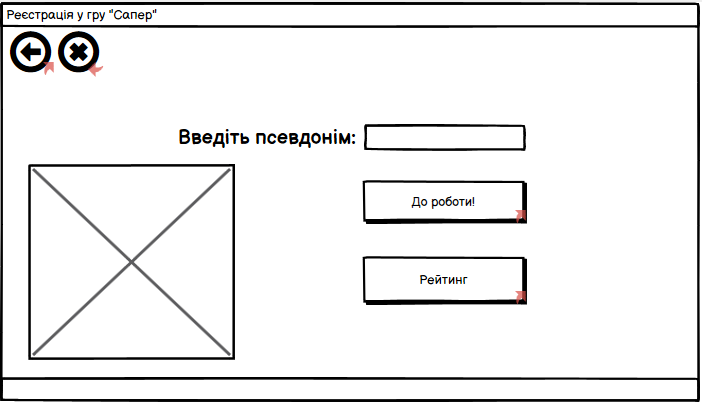 Реєстрація у гру "Сапер"
Введіть псевдонім:
До роботи!
Рейтинг